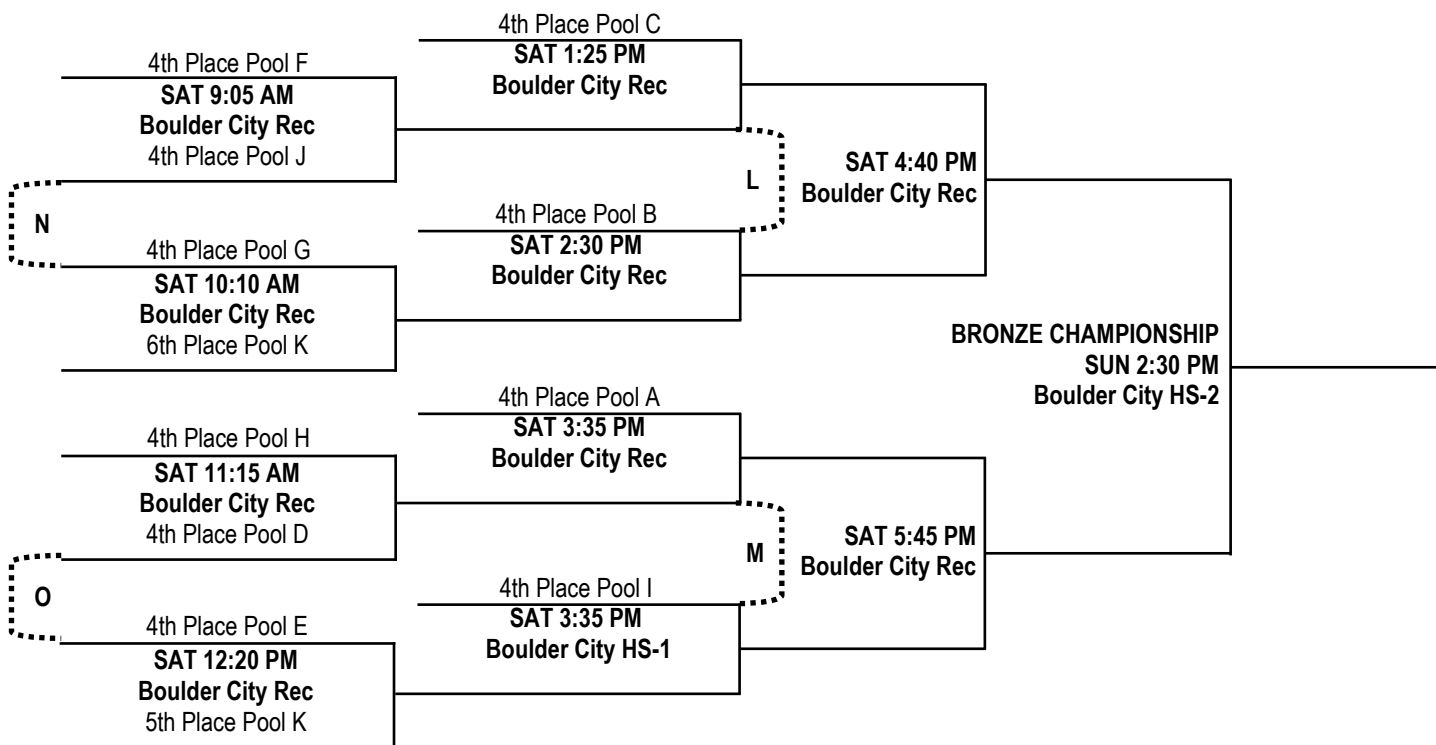 4th Place Pool C
SAT 1:25 PM
Boulder City Rec
4th Place Pool F
SAT 9:05 AM
Boulder City Rec
4th Place Pool J
L
SAT 4:40 PM
Boulder City Rec
N
4th Place Pool B
SAT 2:30 PM
Boulder City Rec
4th Place Pool G
SAT 10:10 AM
Boulder City Rec
6th Place Pool K
BRONZE CHAMPIONSHIP
SUN 2:30 PM
Boulder City HS-2
4th Place Pool A
SAT 3:35 PM
Boulder City Rec
4th Place Pool H
SAT 11:15 AM
Boulder City Rec
4th Place Pool D
M
SAT 5:45 PM
Boulder City Rec
O
4th Place Pool I
SAT 3:35 PM
Boulder City HS-1
4th Place Pool E
SAT 12:20 PM
Boulder City Rec
5th Place Pool K